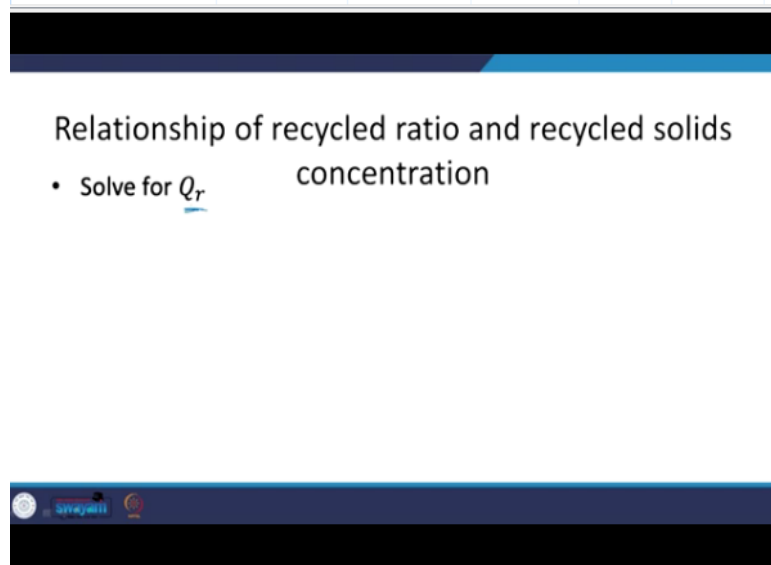 Relationship of recycled ratio and recycled solids
concentration
• Solve for Qᵣ
swayam